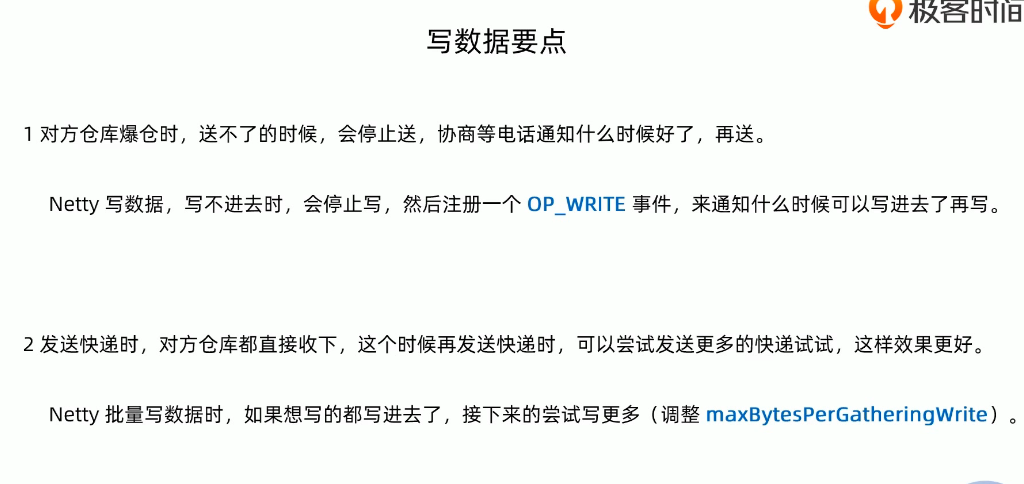 极客时间
写数据要点
1 对方仓库爆仓时，送不了的时候，会停止送，协商等电话通知什么时候好了，再送。
Netty 写数据，写不进去时，会停止写，然后注册一个 OP_WRITE 事件，来通知什么时候可以写进去了再写。
2 发送快递时，对方仓库都直接收下，这个时候再发送快递时，可以尝试发送更多的快递试试，这样效果更好。
Netty 批量写数据时，如果想写的都写进去了，接下来的尝试写更多（调整 maxBytesPerGatheringWrite）。